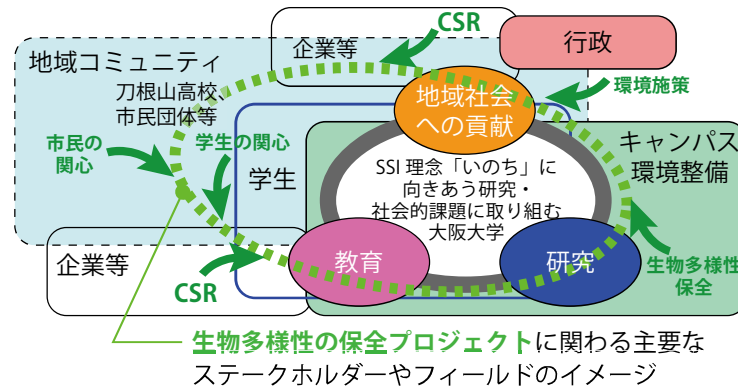 CSR
企業等
行政
地域コミュニティ
刀根山高校、
市民団体等
環境施策
地域社会
への貢献
市民の
関心
学生の関心
キャンパス
環境整備
学生
SSI 理念「いのち」に
向きあう研究・
社会的課題に取り組む
大阪大学
企業等
CSR
教育
研究
生物多様性
保全
生物多様性の保全プロジェクトに関わる主要な
ステークホルダーやフィールドのイメージ